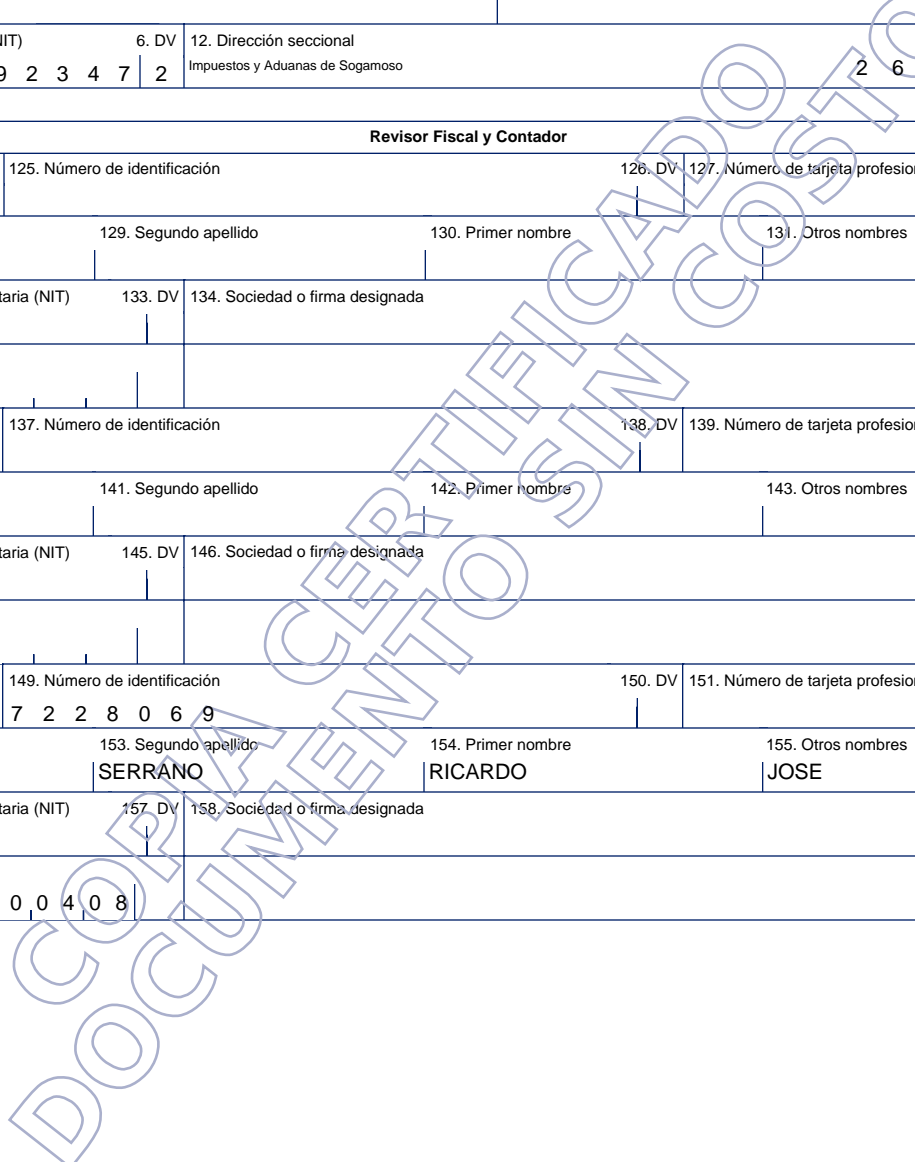 NIT) 6. DV 12. Dirección seccional
9 2 3 4 7 2 Impuestos y Aduanas de Sogamoso 2 6
Revisor Fiscal y Contador
125. Número de identificación 126. DV 127. Número de tarjeta profesion
129. Segundo apellido 130. Primer nombre 131. Otros nombres
taria (NIT) 133. DV 134. Sociedad o firma designada
137. Número de identificación 138. DV 139. Número de tarjeta profesion
141. Segundo apellido 142. Primer nombre 143. Otros nombres
taria (NIT) 145. DV 146. Sociedad o firma designada
149. Número de identificación 150. DV 151. Número de tarjeta profesion
7 2 2 8 0 6 9
153. Segundo apellido 154. Primer nombre 155. Otros nombres
SERRANO RICARDO JOSE
taria (NIT) 157. DV 158. Sociedad o firma designada
0 0 4 0 8
COPIA CERTIFICADO
DOCUMENTO SIN COSTO